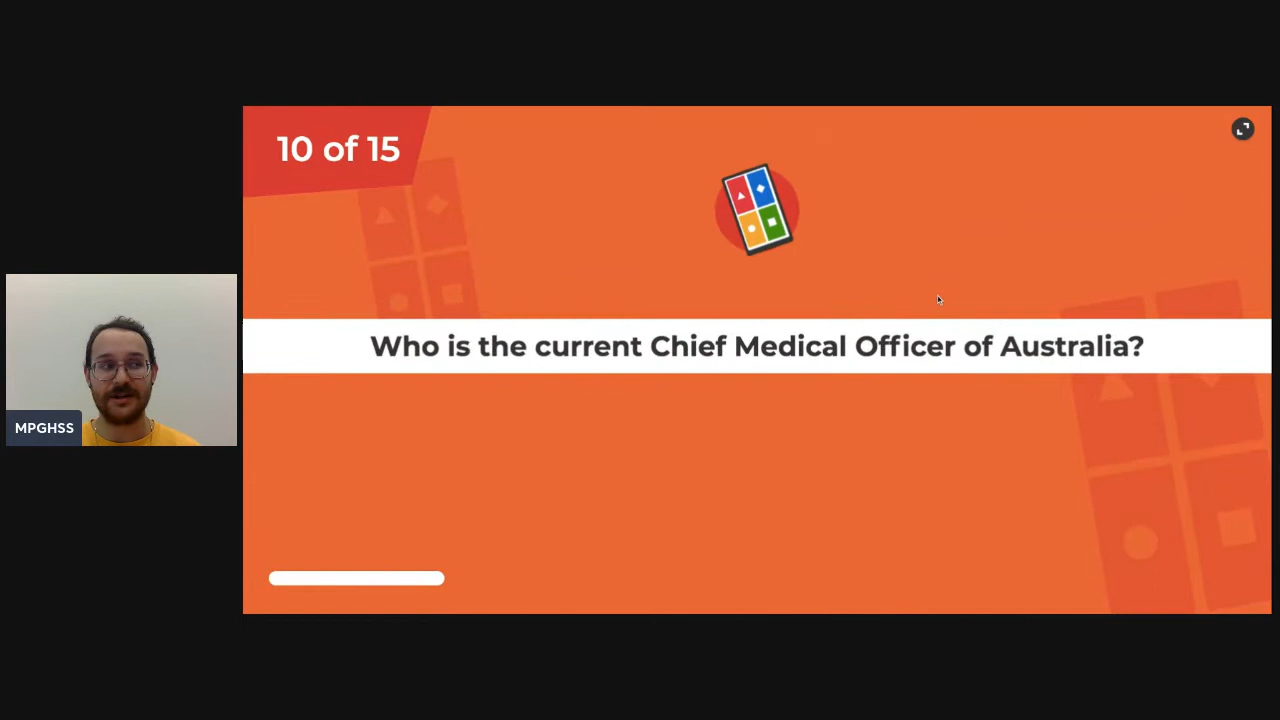 10 of 15
Who is the current Chief Medical Officer of Australia?
MPGHSS